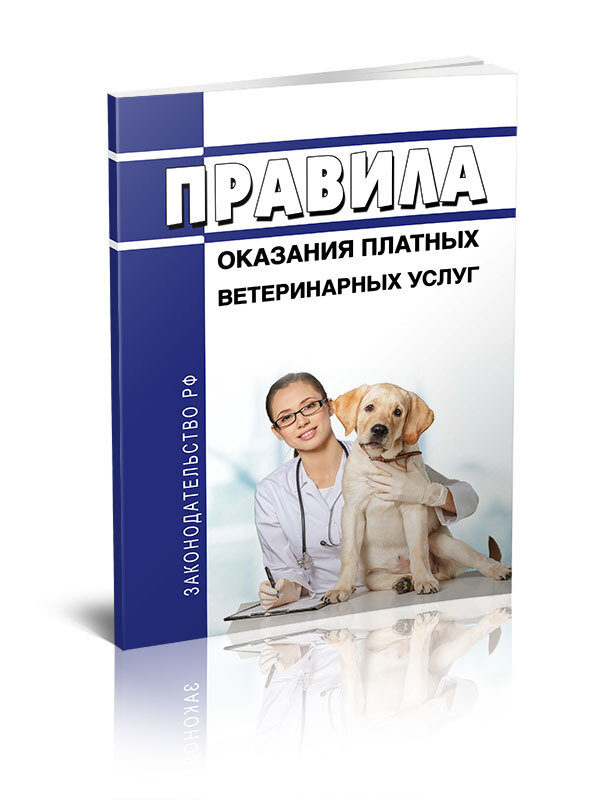 ПРАВИЛА
ОКАЗАНИЯ ПЛАТНЫХ
ВЕТЕРИНАРНЫХ УСЛУГ
ЗАКОНОДАТЕЛЬСТВО РФ